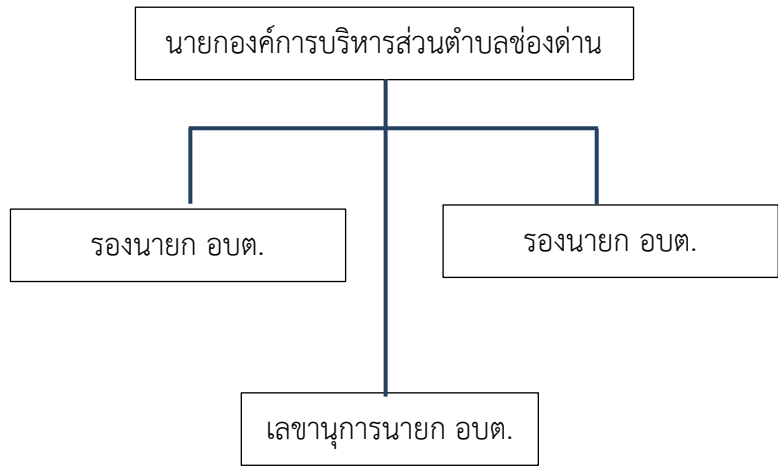 นายกองค์การบริหารส่วนตำบลช่องด่าน
รองนายก อบต.
รองนายก อบต.
เลขานุการนายก อบต.